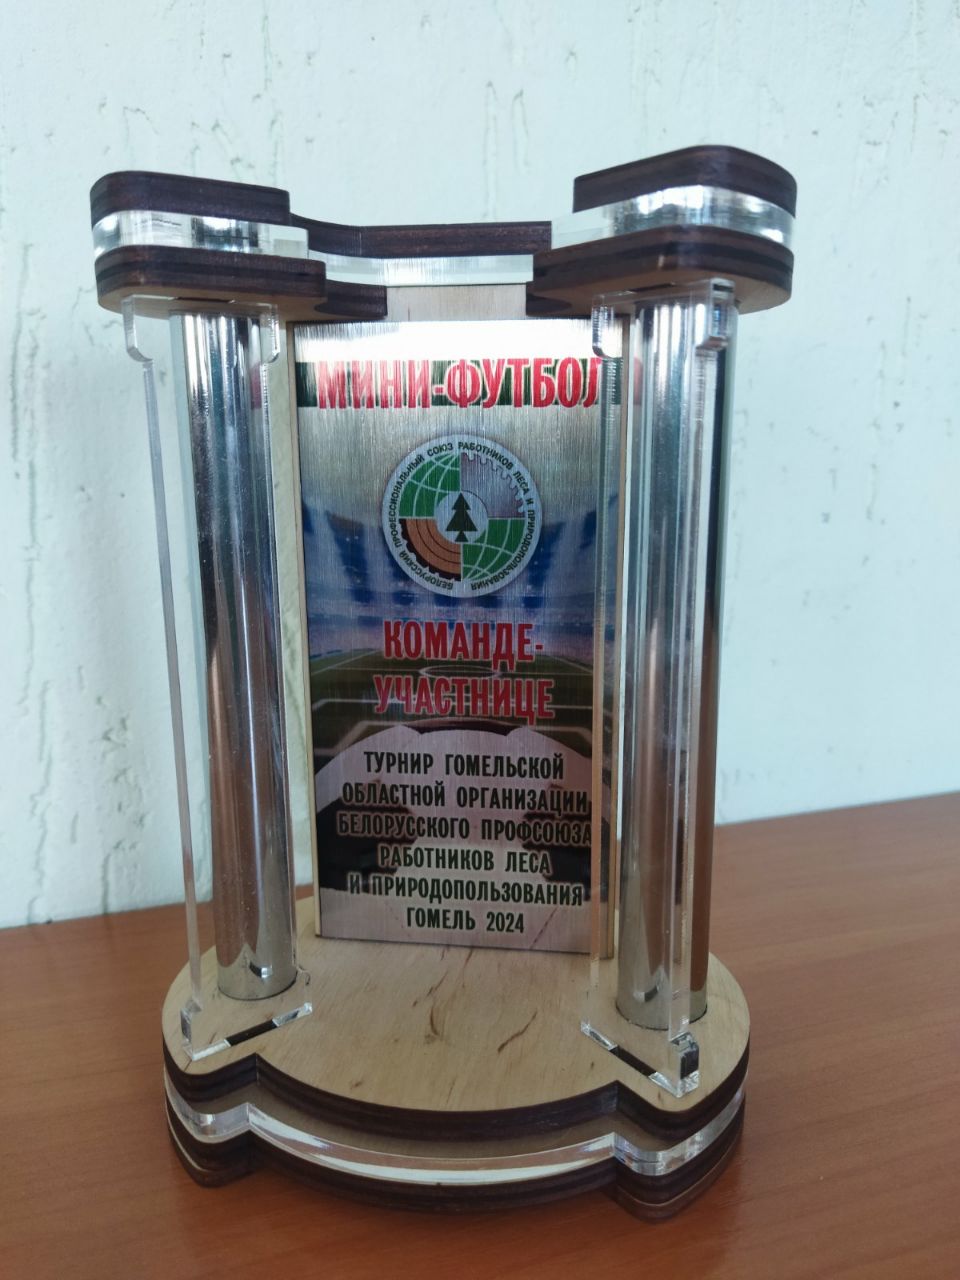 МИНИ-ФУТБОЛ
БЕЛОРУССКИЙ ПРОФЕССИОНАЛЬНЫЙ СОЮЗ РАБОТНИКОВ ЛЕСА И ПРИРОДОПОЛЬЗОВАНИЯ
КОМАНДЕ-
УЧАСТНИЦЕ
ТУРНИР ГОМЕЛЬСКОЙ
ОБЛАСТНОЙ ОРГАНИЗАЦИИ
БЕЛОРУССКОГО ПРОФСОЮЗА
РАБОТНИКОВ ЛЕСА
И ПРИРОДОПОЛЬЗОВАНИЯ
ГОМЕЛЬ 2024